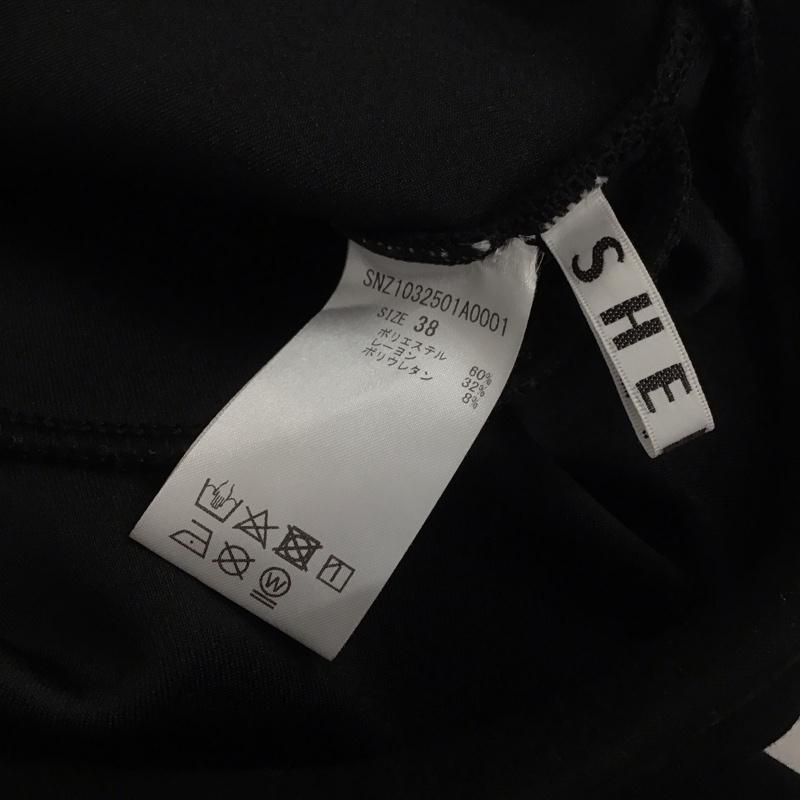 SNZ1032501A0001
SIZE 38
ポリエステル 60%
レーヨン 32%
ポリウレタン 8%
W
SHE